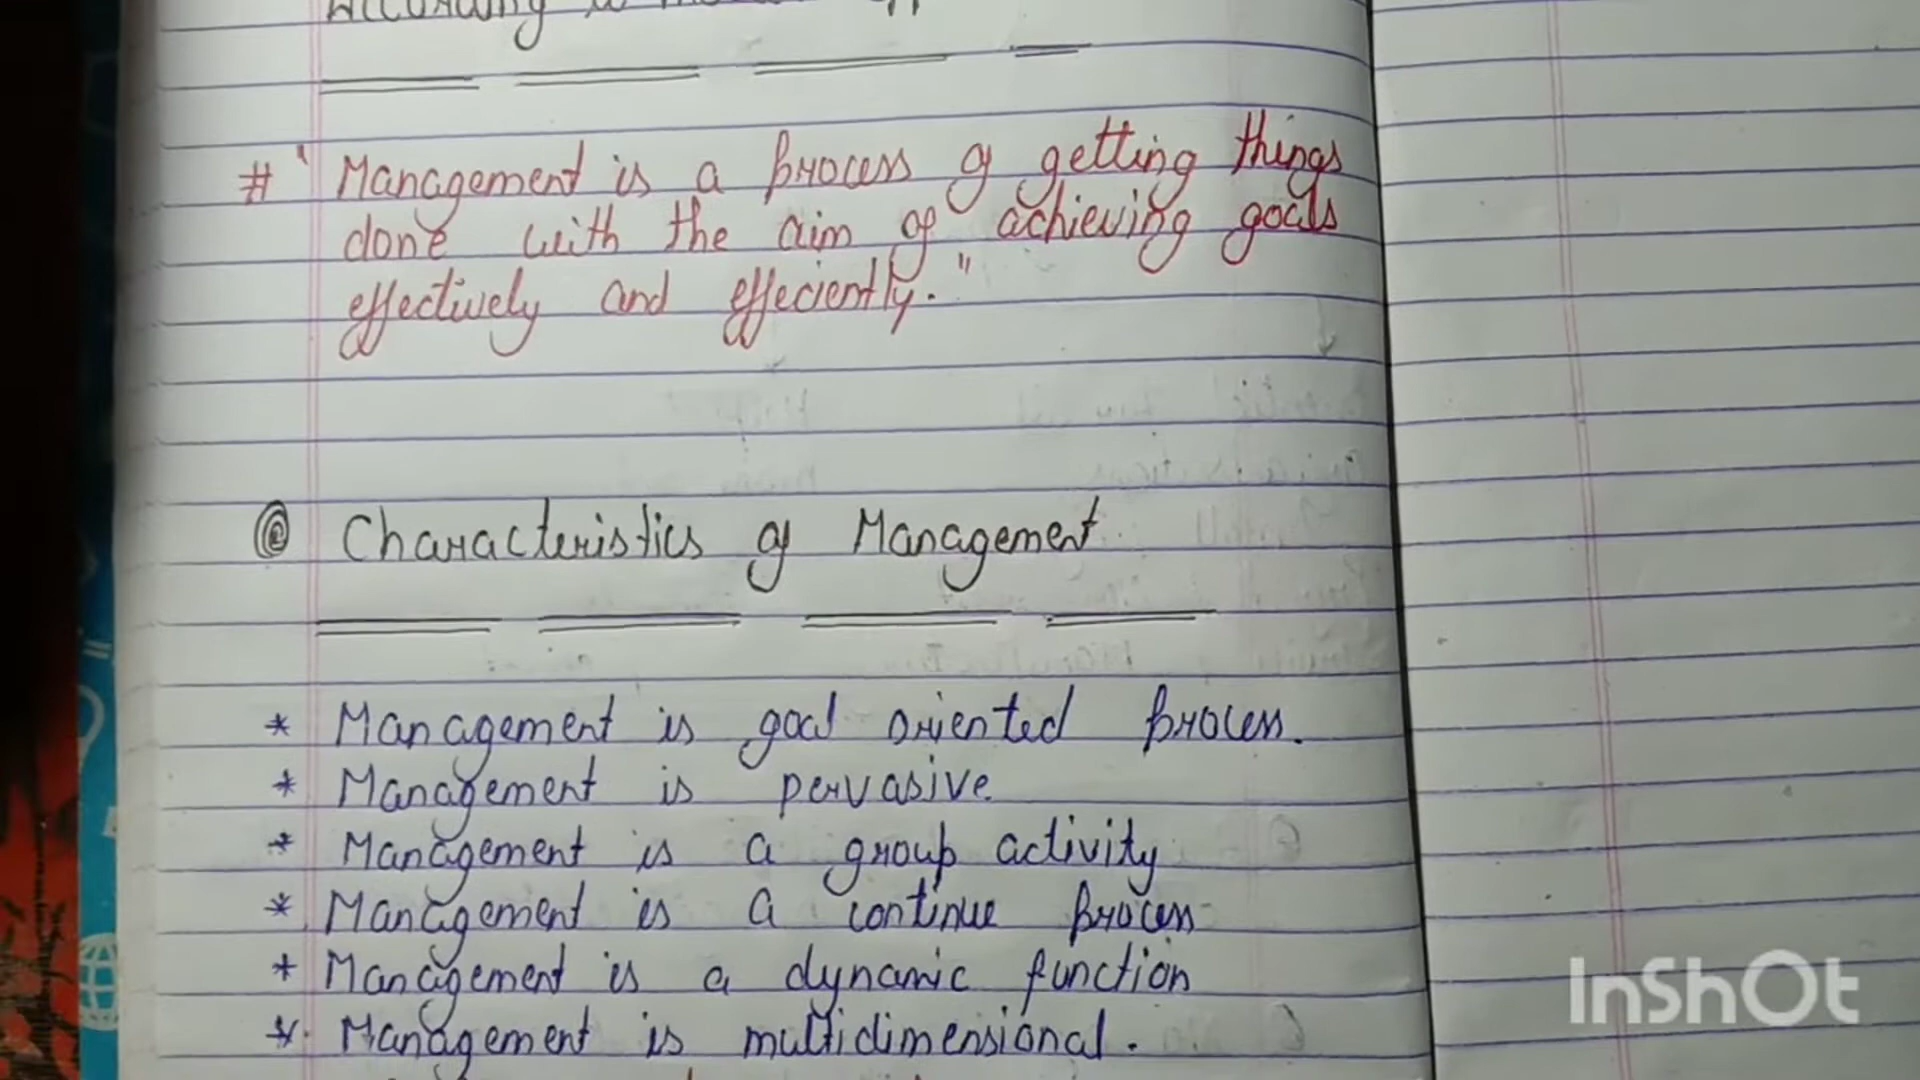 According
# " Management is a process of getting things
done with the aim of achieving goals
effectively and effeciently. "
@ Characteristics of Management
* Management is goal oriented process.
* Management is pervasive
* Management is a group activity
* Management is a continue process
* Management is a dynamic function
* Management is multidimensional.
InShOt